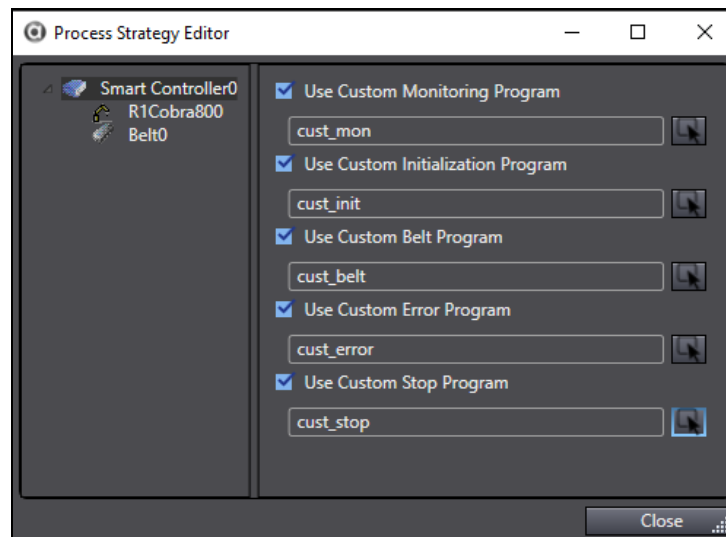 Process Strategy Editor
Smart Controller0
R1Cobra800
Belt0
Use Custom Monitoring Program
cust_mon
Use Custom Initialization Program
cust_init
Use Custom Belt Program
cust_belt
Use Custom Error Program
cust_error
Use Custom Stop Program
cust_stop
Close